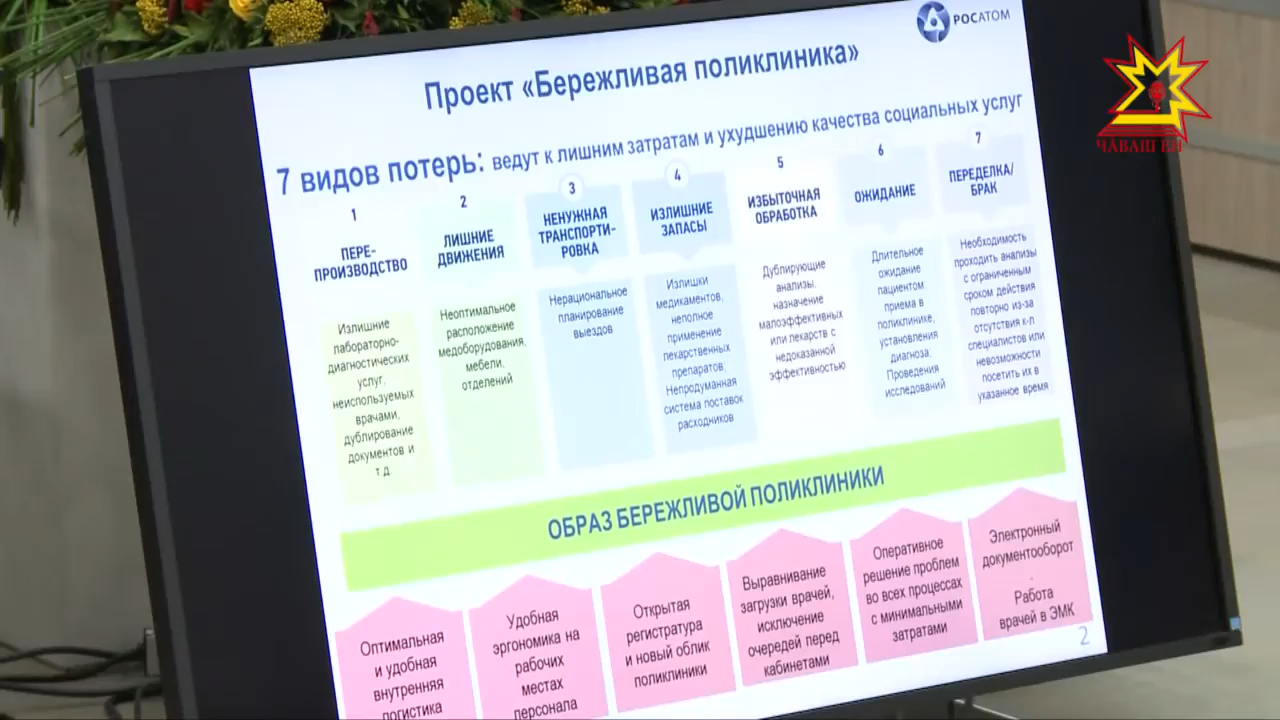 РОСАТОМ
Проект «Бережливая поликлиника»
7 видов потерь: ведут к лишним затратам и ухудшению качества социальных услуг
1
ПЕРЕ-
ПРОИЗВОДСТВО
Излишние
лабораторно-
диагностических
услуг,
неиспользуемых
врачами,
дублирование
документов и
т.д.
2
ЛИШНИЕ
ДВИЖЕНИЯ
Неоптимальное
расположение
медоборудования,
мебели,
отделений
3
НЕНУЖНАЯ
ТРАНСПОРТИ-
РОВКА
Нерациональное
планирование
выездов
4
ИЗЛИШНИЕ
ЗАПАСЫ
Излишки
медикаментов,
неполное
применение
лекарственных
препаратов;
Непродуманная
система поставок
расходников
5
ИЗБЫТОЧНАЯ
ОБРАБОТКА
Дублирующие
анализы,
назначение
малоэффективных
или лекарств с
недоказанной
эффективностью
6
ОЖИДАНИЕ
Длительное
ожидание
пациентом
приема в
поликлинике,
установления
диагноза;
Проведения
исследований
7
ПЕРЕДЕЛКА/
БРАК
Необходимость
проходить анализы
с ограниченным
сроком действия
повторно из-за
отсутствия к-л
специалистов или
невозможности
посетить их в
указанное время
ОБРАЗ БЕРЕЖЛИВОЙ ПОЛИКЛИНИКИ
Оптимальная
и удобная
внутренняя
логистика
Удобная
эргономика на
рабочих
местах
персонала
Открытая
регистратура
и новый облик
поликлиники
Выравнивание
загрузки врачей,
исключение
очередей перед
кабинетами
Оперативное
решение проблем
во всех процессах
с минимальными
затратами
Электронный
документооборот
.
Работа
врачей в ЭМК
2
ЧӐВАШ ЕН